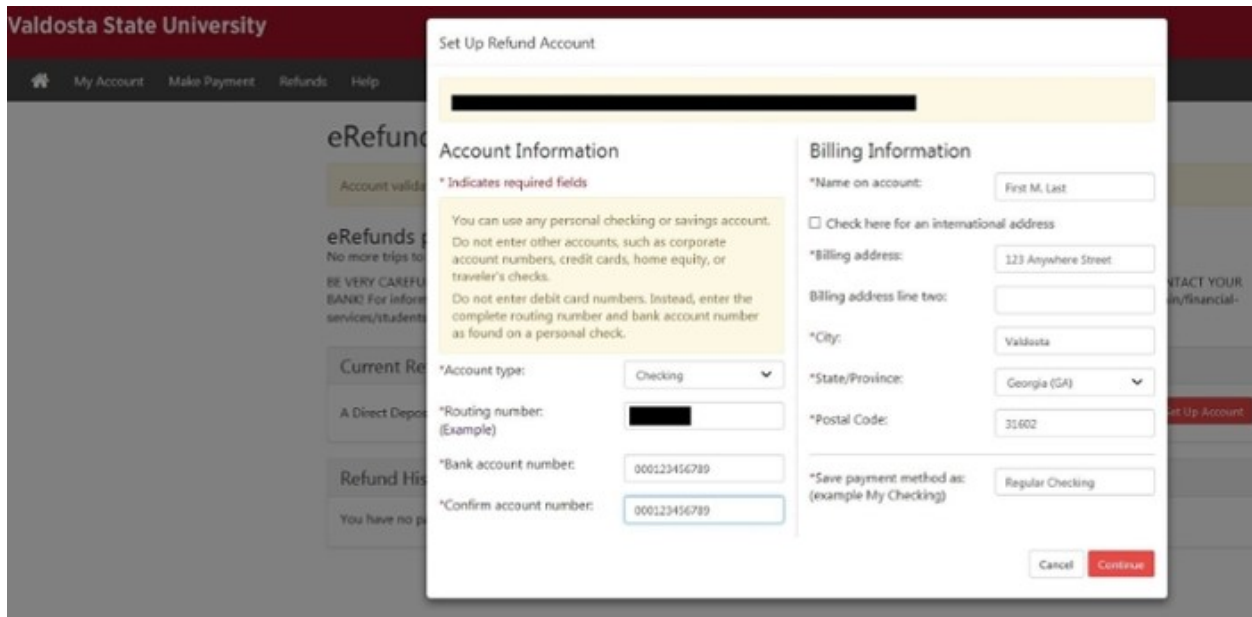 Valdosta State University
My Account Make Payment Refunds Help
eRefund
Account valida
eRefunds p
No more trips to
BE VERY CAREFU
NTACT YOUR
BANK! For inform
in/financial-
services/students
Current Re
A Direct Depos
Set Up Account
Refund His
You have no pa
Set Up Refund Account
Account Information
* Indicates required fields
You can use any personal checking or savings account.
Do not enter other accounts, such as corporate
account numbers, credit cards, home equity, or
traveler's checks.
Do not enter debit card numbers. Instead, enter the
complete routing number and bank account number
as found on a personal check.
*Account type: Checking
*Routing number:
(Example)
*Bank account number: 000123456789
*Confirm account number: 000123456789
Billing Information
*Name on account: First M. Last
Check here for an international address
*Billing address: 123 Anywhere Street
Billing address line two:
*City: Valdosta
*State/Province: Georgia (GA)
*Postal Code: 31602
*Save payment method as: Regular Checking
(example My Checking)
Cancel Continue